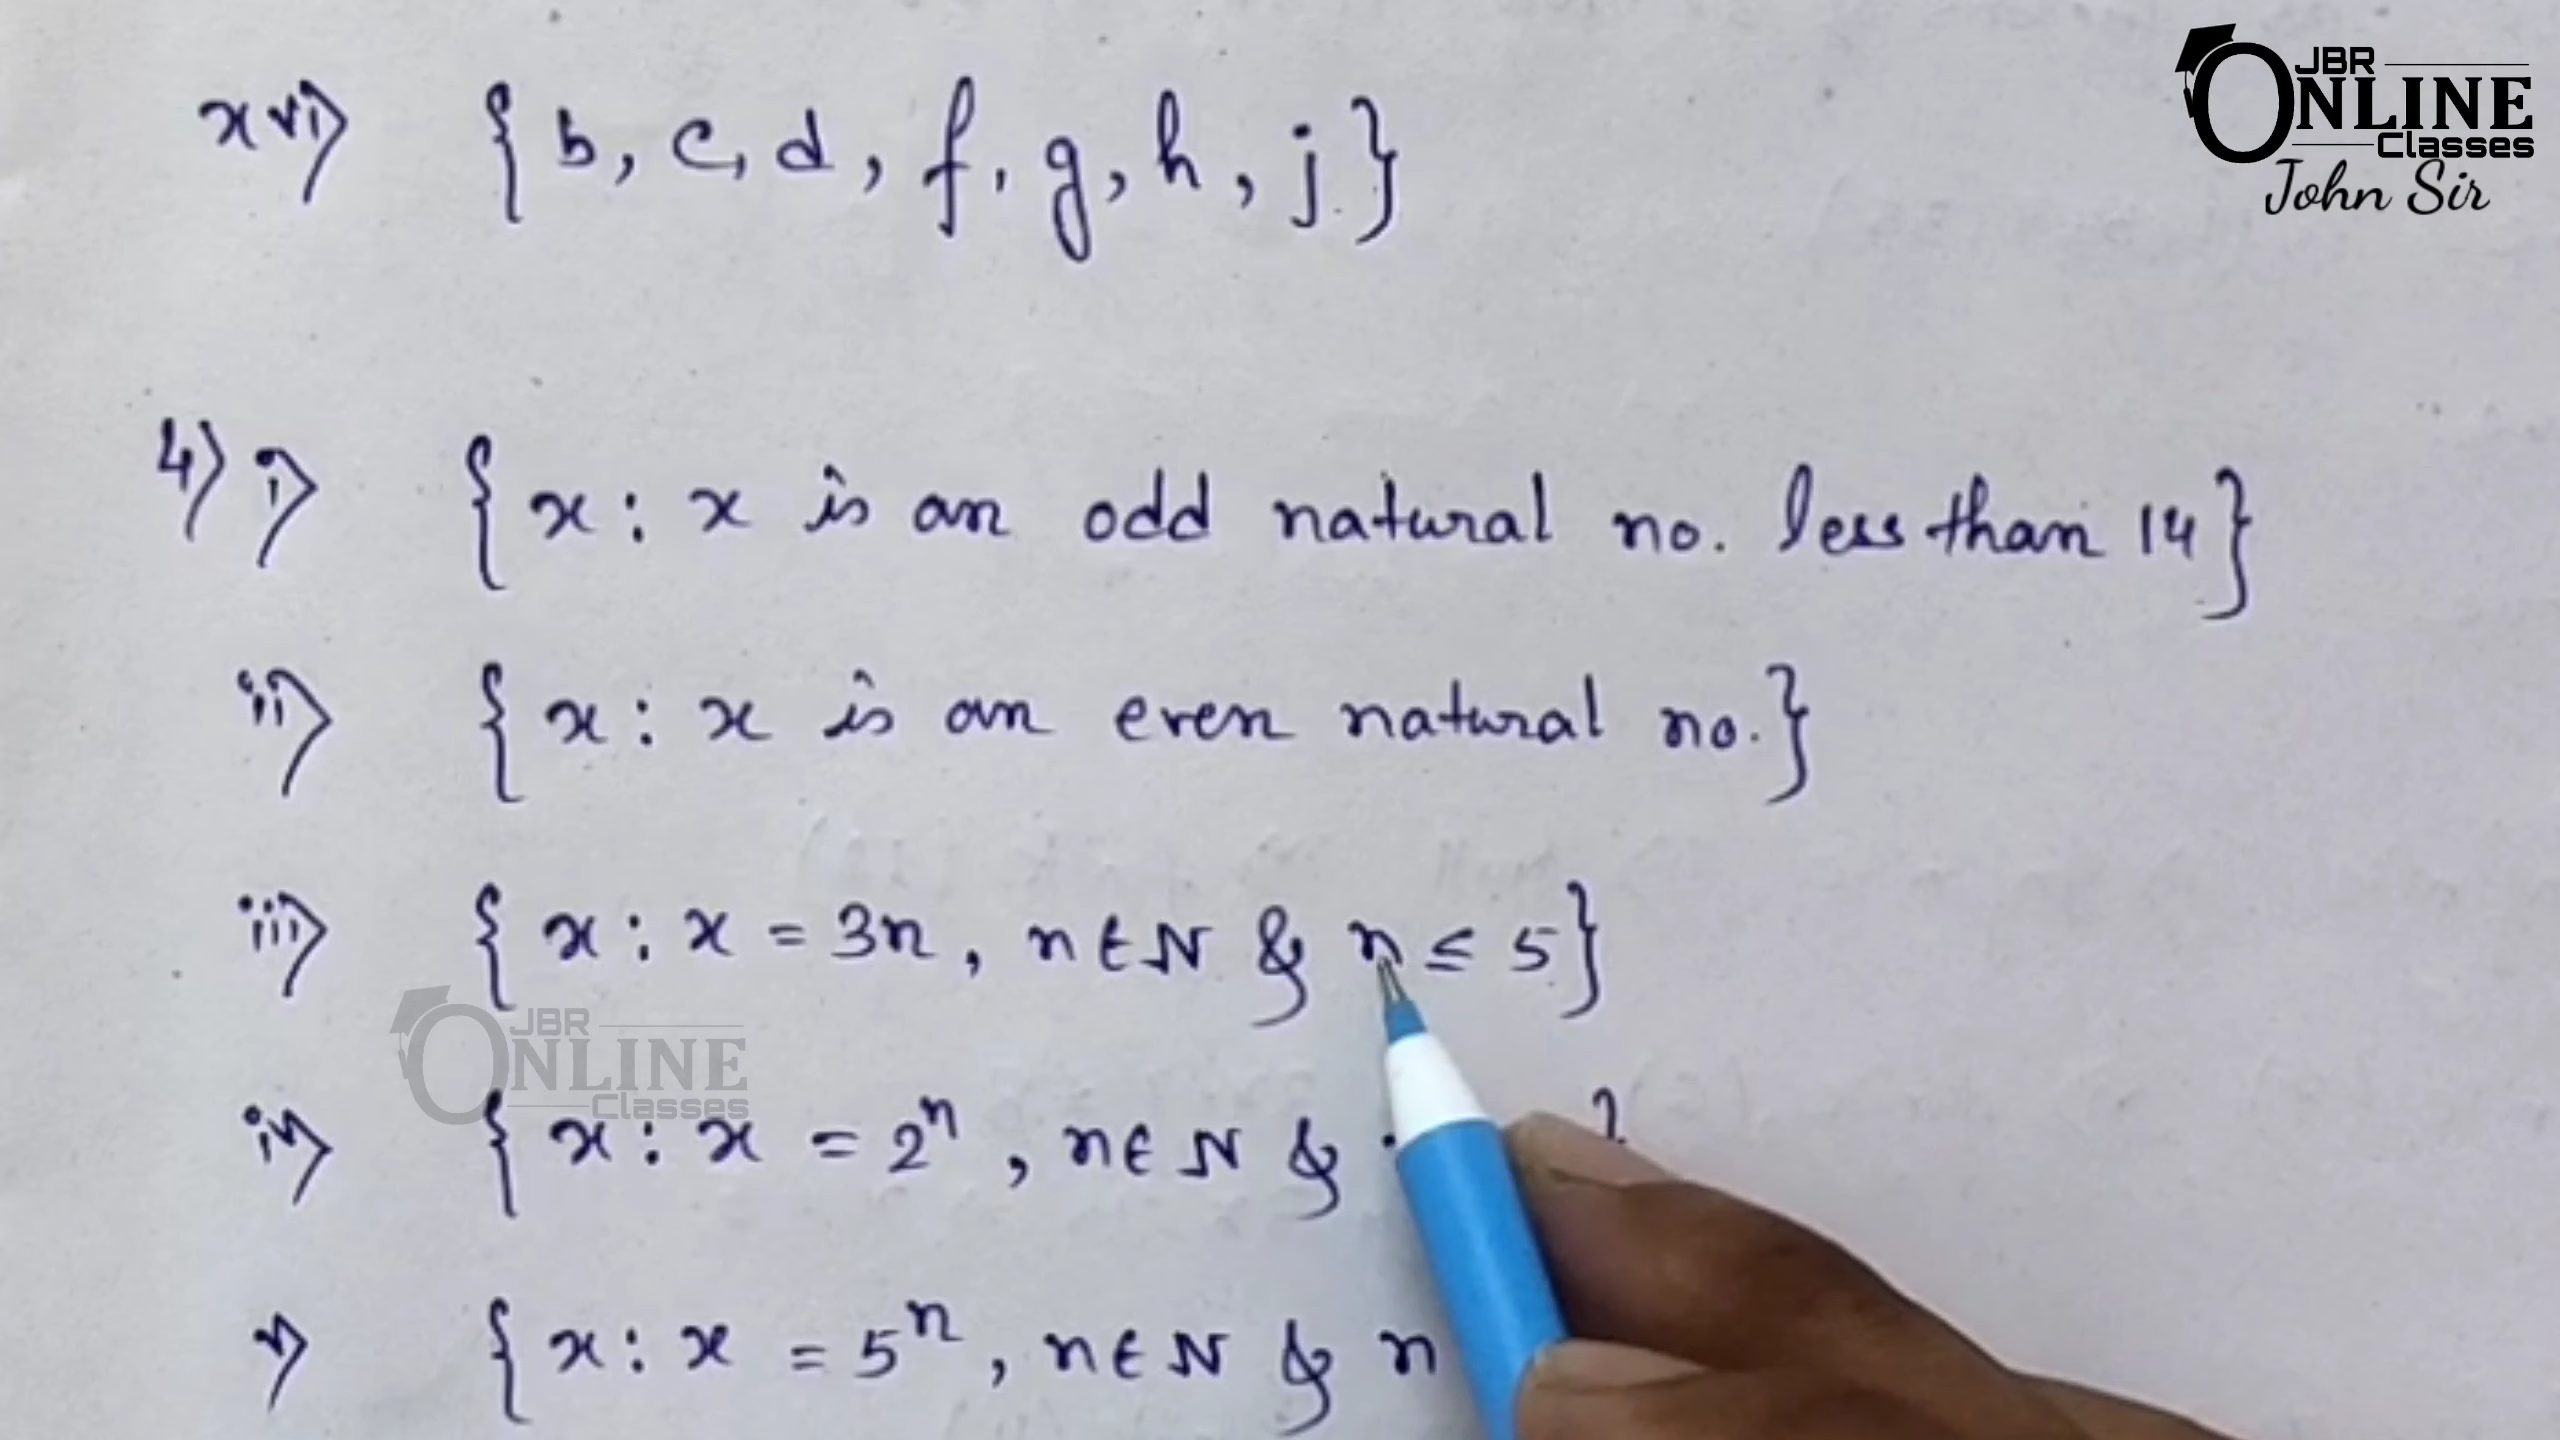 JBR
ONLINE
Classes
John Sir
xvi) {b, c, d, f, g, h, j}
4) i) {x : x is an odd natural no. less than 14}
ii) {x : x is an even natural no.}
iii) {x : x = 3n, n ∈ N & n ≤ 5}
JBR
ONLINE
Classes
iv) {x : x = 2ⁿ, n ∈ N & }
v) {x : x = 5ⁿ, n ∈ N & n